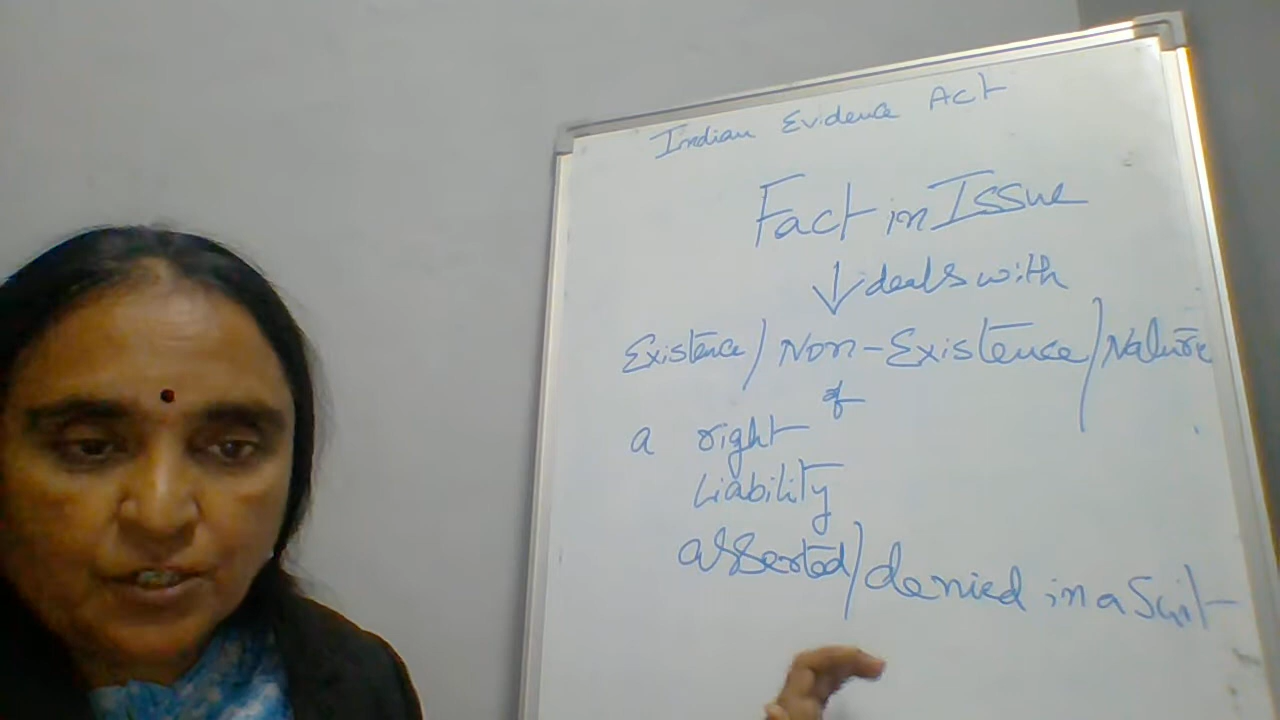 Indian Evidence Act
Fact in Issue
↓ deals with
Existence/Non-Existence/Nature
of
a right
Liability
asserted/denied in a Suit